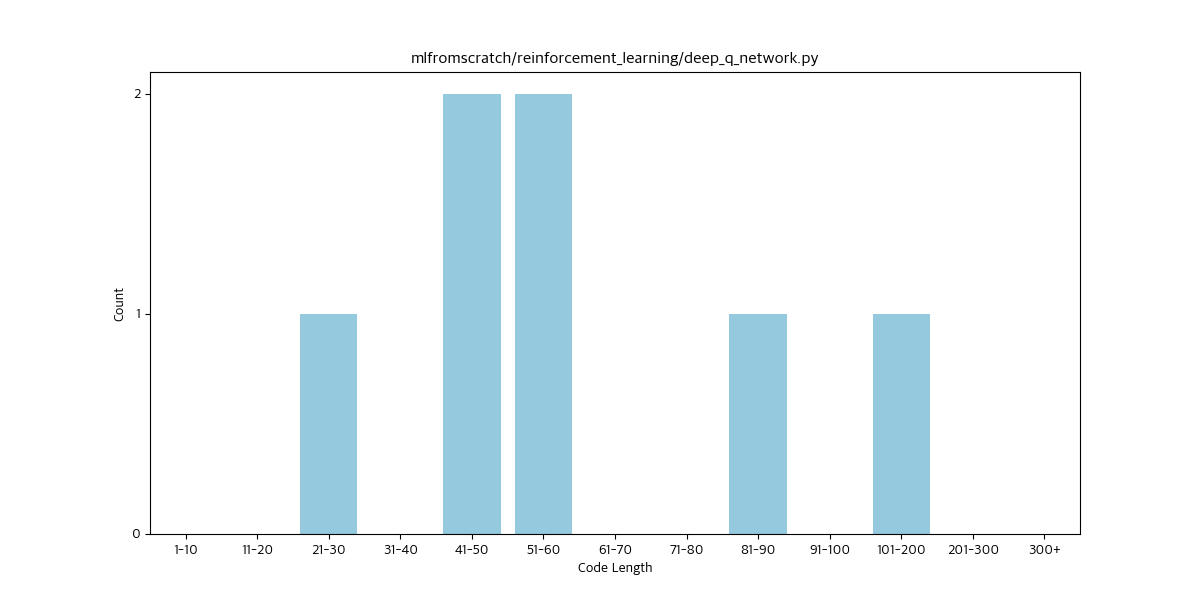 mlfromscratch/reinforcement_learning/deep_q_network.py
Count
2
1
0
1-10 11-20 21-30 31-40 41-50 51-60 61-70 71-80 81-90 91-100 101-200 201-300 300+
Code Length